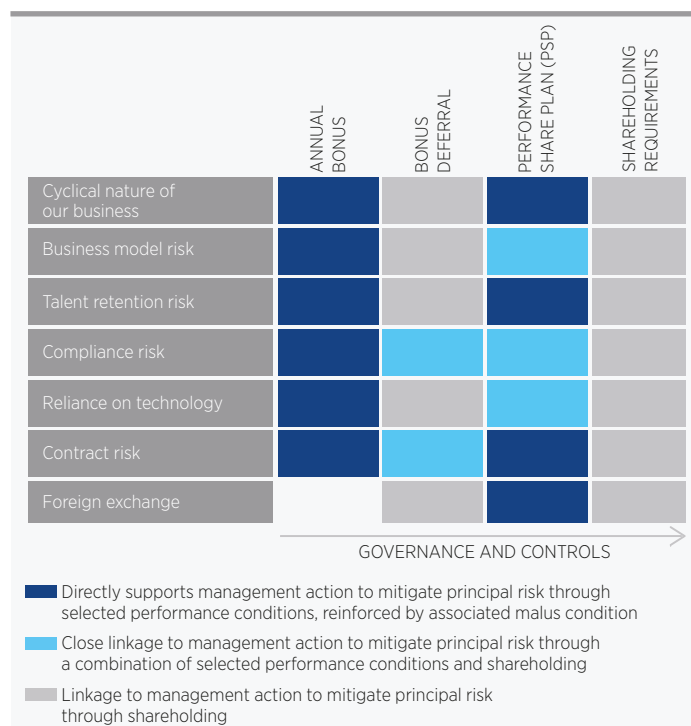 ANNUAL
BONUS
BONUS
DEFERRAL
PERFORMANCE
SHARE PLAN (PSP)
SHAREHOLDING
REQUIREMENTS
Cyclical nature of
our business
Business model risk
Talent retention risk
Compliance risk
Reliance on technology
Contract risk
Foreign exchange
GOVERNANCE AND CONTROLS
Directly supports management action to mitigate principal risk through
selected performance conditions, reinforced by associated malus condition
Close linkage to management action to mitigate principal risk through
a combination of selected performance conditions and shareholding
Linkage to management action to mitigate principal risk
through shareholding